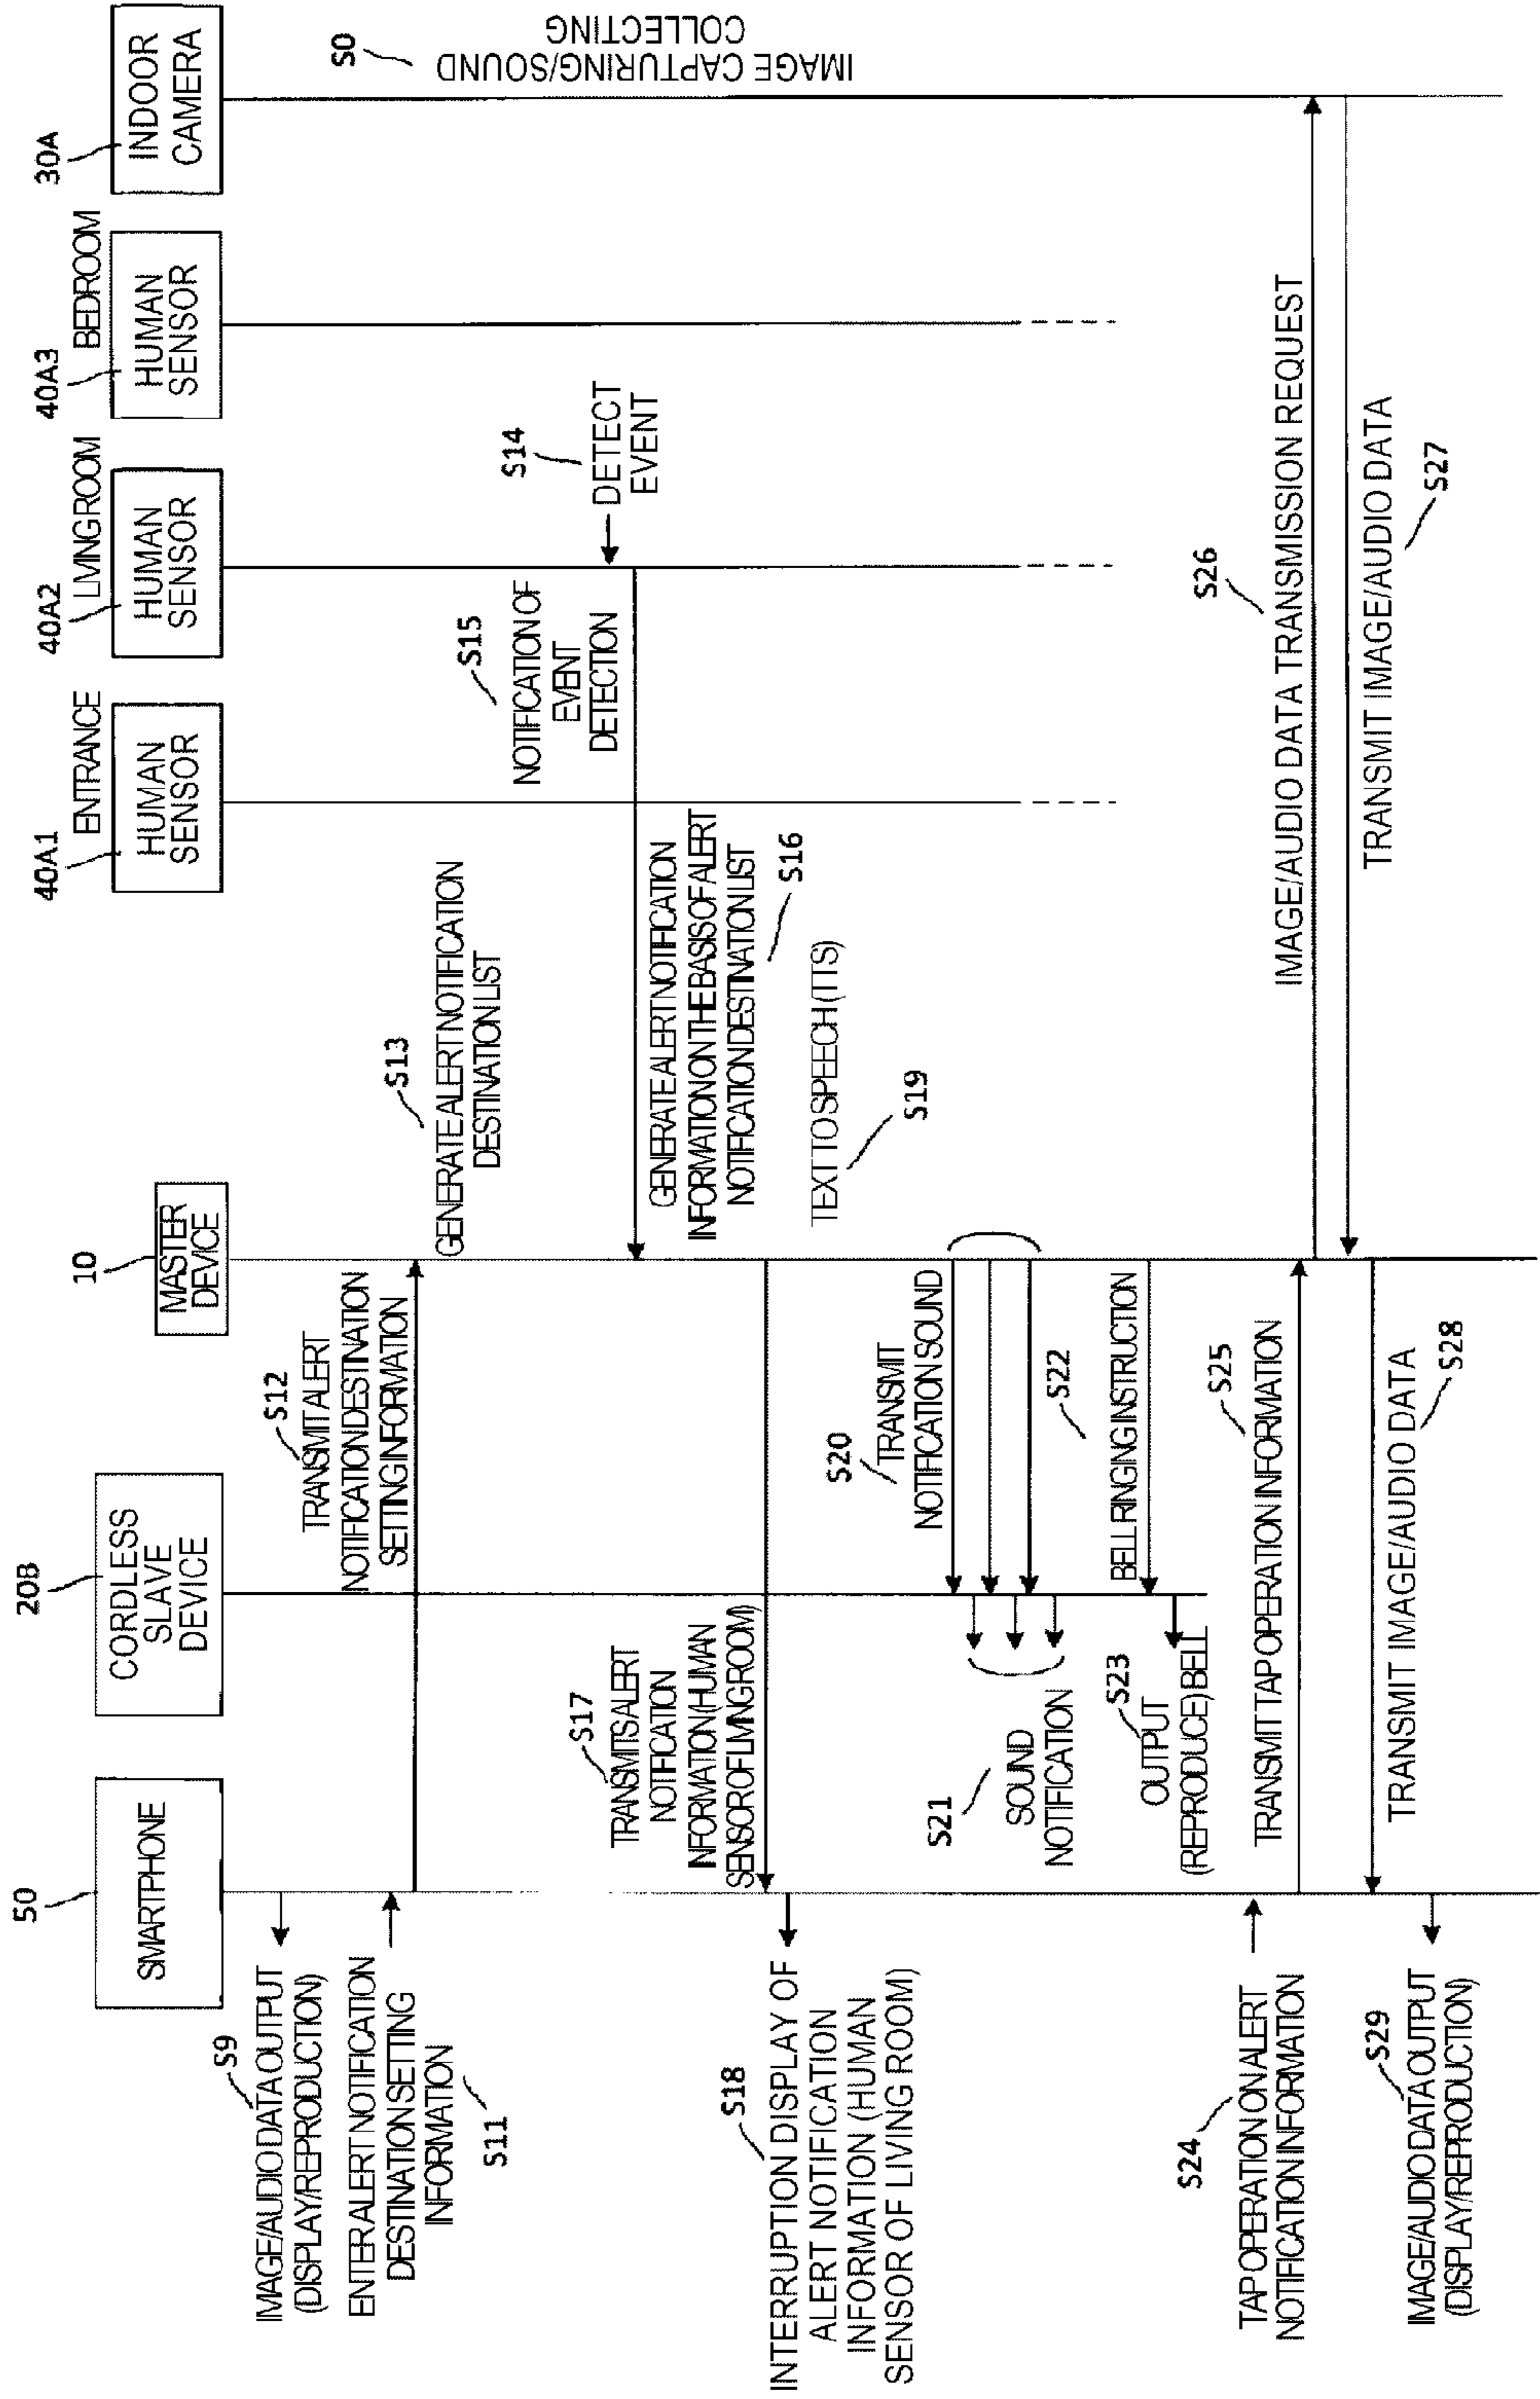 50
SMARTPHONE
20B
CORDLESS
SLAVE
DEVICE
10
MASTER
DEVICE
40A1
ENTRANCE
HUMAN
SENSOR
40A2
LIVING ROOM
HUMAN
SENSOR
40A3
BEDROOM
HUMAN
SENSOR
30A
INDOOR
CAMERA
S0
IMAGE CAPTURING/SOUND
COLLECTING
S9
IMAGE/AUDIO DATA OUTPUT
(DISPLAY/REPRODUCTION)
ENTER ALERT NOTIFICATION
DESTINATION SETTING
INFORMATION
S11
S12
TRANSMIT ALERT
NOTIFICATION DESTINATION
SETTING INFORMATION
S13
GENERATE ALERT NOTIFICATION
DESTINATION LIST
S14
DETECT
EVENT
S15
NOTIFICATION OF
EVENT
DETECTION
GENERATE ALERT NOTIFICATION
INFORMATION ON THE BASIS OF ALERT
NOTIFICATION DESTINATION LIST
S16
S17
TRANSMITS ALERT
NOTIFICATION
INFORMATION (HUMAN
SENSOR OF LIVING ROOM)
S18
INTERRUPTION DISPLAY OF
ALERT NOTIFICATION
INFORMATION (HUMAN
SENSOR OF LIVING ROOM)
TEXT TO SPEECH (TTS)
S19
S20
TRANSMIT
NOTIFICATION SOUND
S21
SOUND
NOTIFICATION
S22
BELL RINGING INSTRUCTION
S23
OUTPUT
(REPRODUCE) BELL
S24
TAP OPERATION ON ALERT
NOTIFICATION INFORMATION
S25
TRANSMIT TAP OPERATION INFORMATION
S26
IMAGE/AUDIO DATA TRANSMISSION REQUEST
TRANSMIT IMAGE/AUDIO DATA
S27
TRANSMIT IMAGE/AUDIO DATA
S28
S29
IMAGE/AUDIO DATA OUTPUT
(DISPLAY/REPRODUCTION)